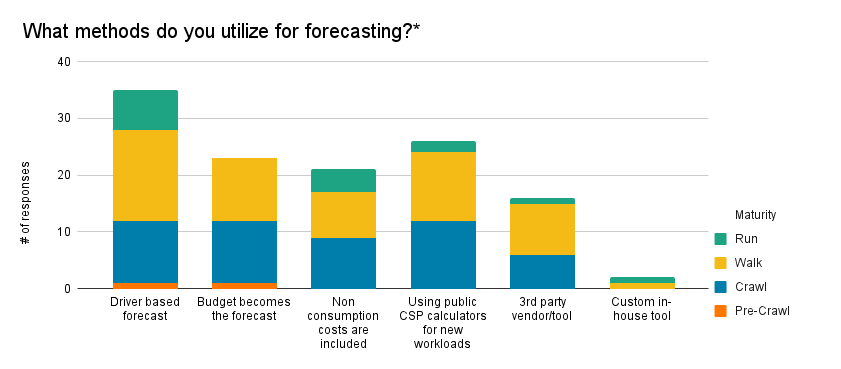 What methods do you utilize for forecasting?*
# of responses
40
30
20
10
0
Driver based
forecast
Budget becomes
the forecast
Non
consumption
costs are
included
Using public
CSP calculators
for new
workloads
3rd party
vendor/tool
Custom in-
house tool
Maturity
Run
Walk
Crawl
Pre-Crawl